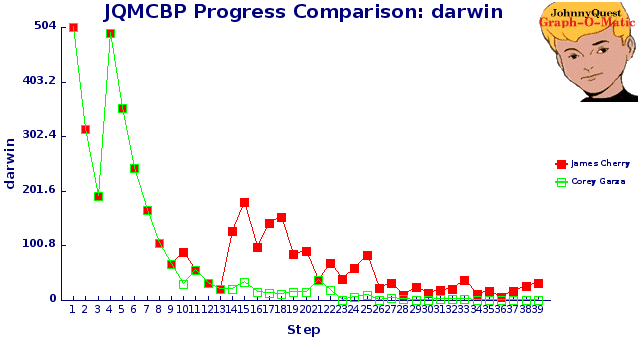 JQMCBP Progress Comparison: darwin
JohnnyQuest
Graph-O-Matic
504
403.2
302.4
201.6
100.8
0
darwin
1 2 3 4 5 6 7 8 9 10 11 12 13 14 15 16 17 18 19 20 21 22 23 24 25 26 27 28 29 30 31 32 33 34 35 36 37 38 39
Step
James Cherry
Corey Garza